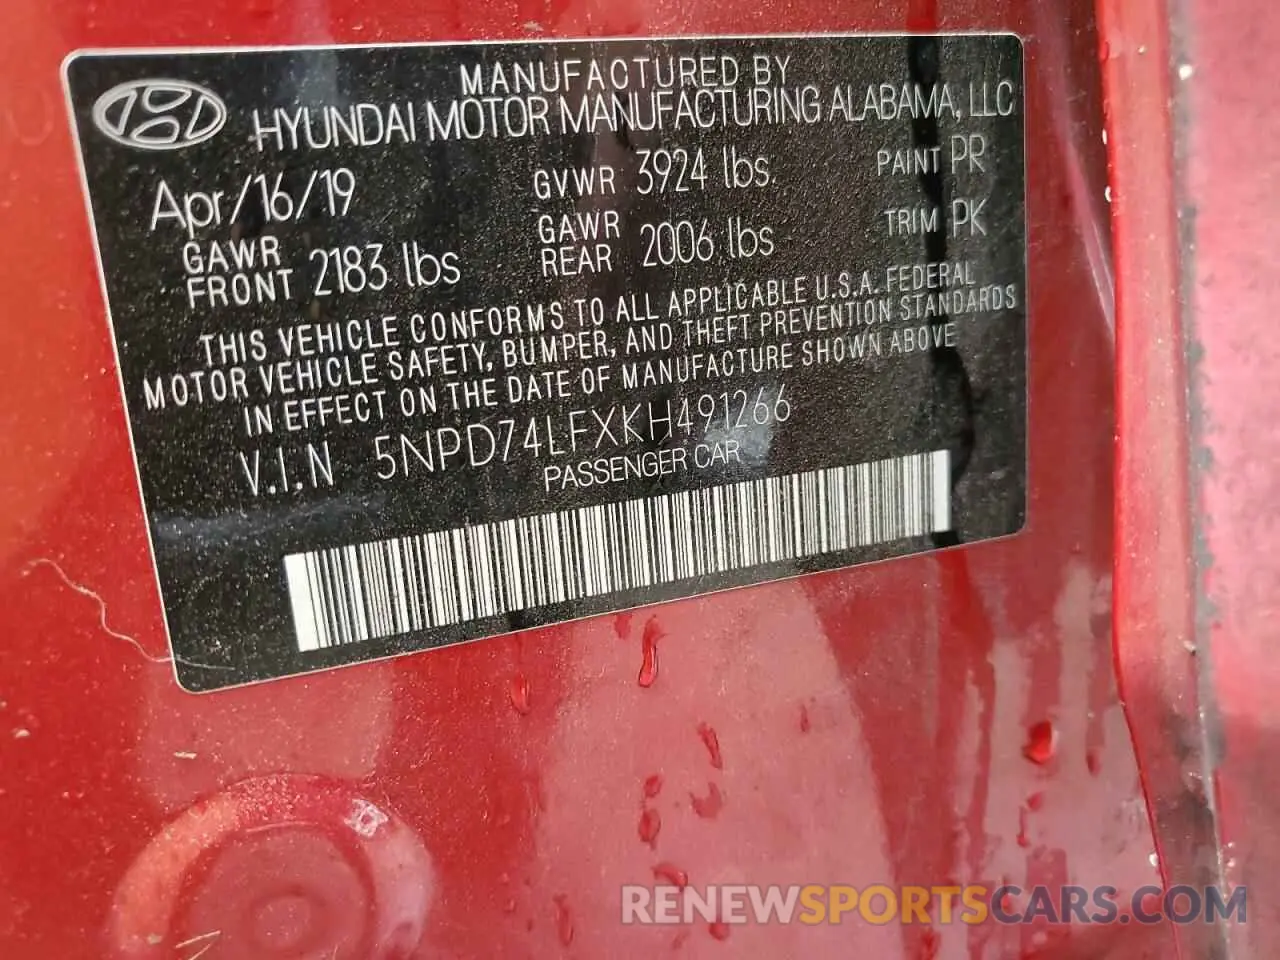 MANUFACTURED BY
HYUNDAI MOTOR MANUFACTURING ALABAMA, LLC
Apr/16/19 GVWR 3924 lbs. PAINT PR
GAWR FRONT 2183 lbs GAWR REAR 2006 lbs TRIM PK
THIS VEHICLE CONFORMS TO ALL APPLICABLE U.S.A. FEDERAL
MOTOR VEHICLE SAFETY, BUMPER, AND THEFT PREVENTION STANDARDS
IN EFFECT ON THE DATE OF MANUFACTURE SHOWN ABOVE
V.I.N 5NPD74LFXKH491266
PASSENGER CAR
RENEWSPORTSCARS.COM